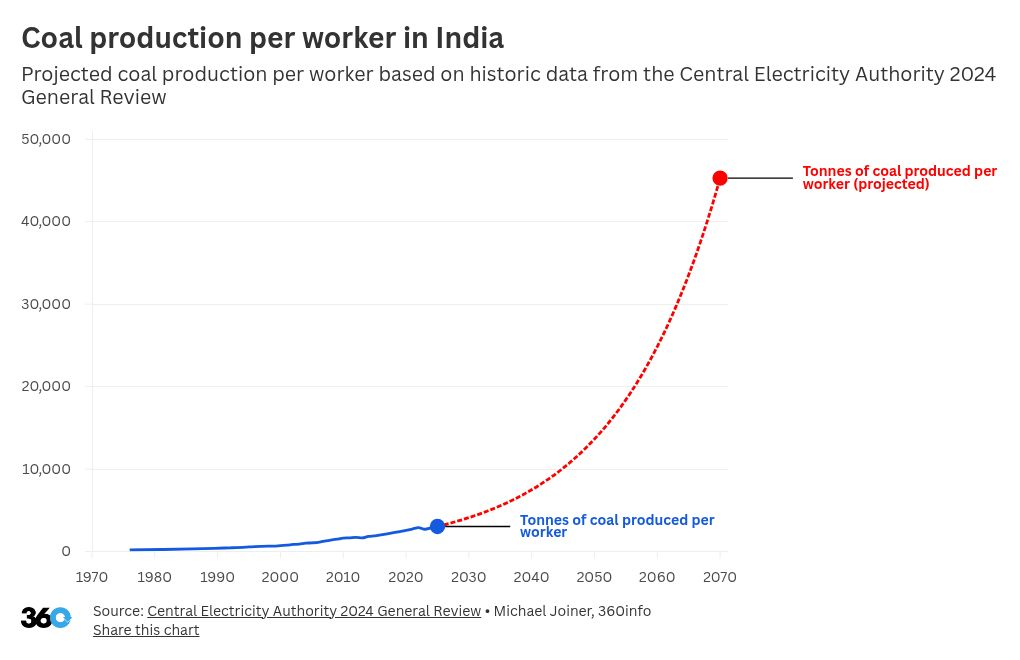 Coal production per worker in India
Projected coal production per worker based on historic data from the Central Electricity Authority 2024
General Review
50,000
Tonnes of coal produced per
worker (projected)
40,000
30,000
20,000
10,000
Tonnes of coal produced per
worker
0
1970 1980 1990 2000 2010 2020 2030 2040 2050 2060 2070
360
Source: Central Electricity Authority 2024 General Review • Michael Joiner, 360info
Share this chart